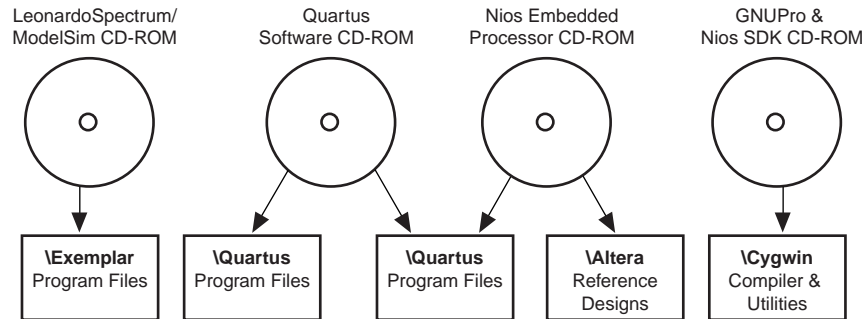 LeonardoSpectrum/
ModelSim CD-ROM
Quartus
Software CD-ROM
Nios Embedded
Processor CD-ROM
GNUPro &
Nios SDK CD-ROM
\Exemplar
Program Files
\Quartus
Program Files
\Quartus
Program Files
\Altera
Reference
Designs
\Cygwin
Compiler &
Utilities